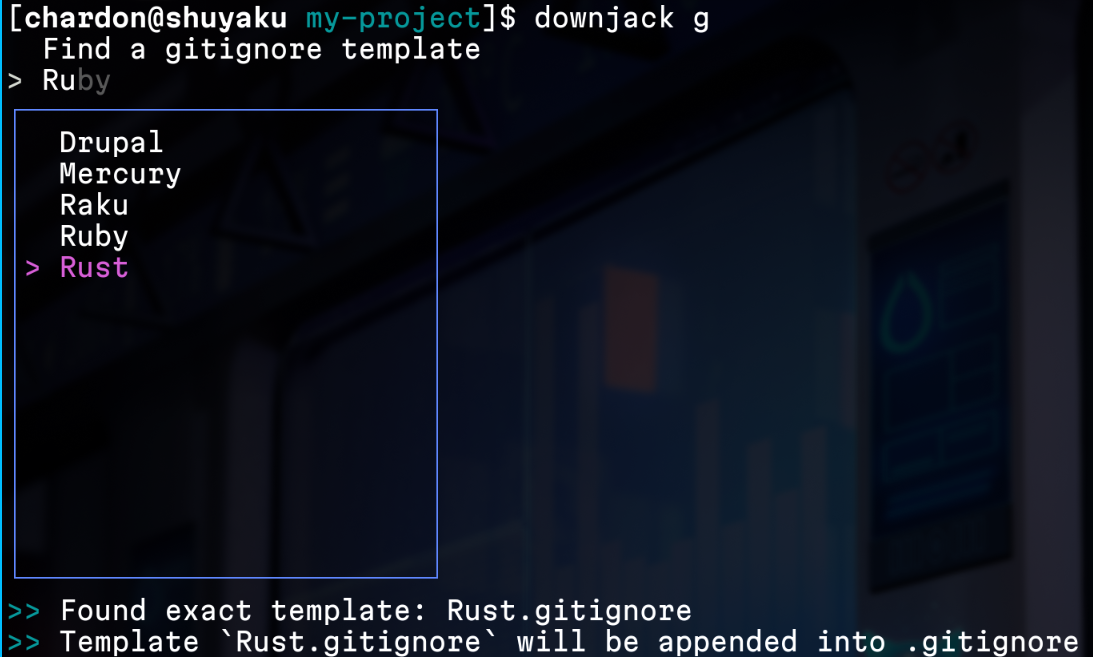 [chardon@shuyaku my-project]$ downjack g
Find a gitignore template
> Ruby
Drupal
Mercury
Raku
Ruby
> Rust
>> Found exact template: Rust.gitignore
>> Template `Rust.gitignore` will be appended into .gitignore